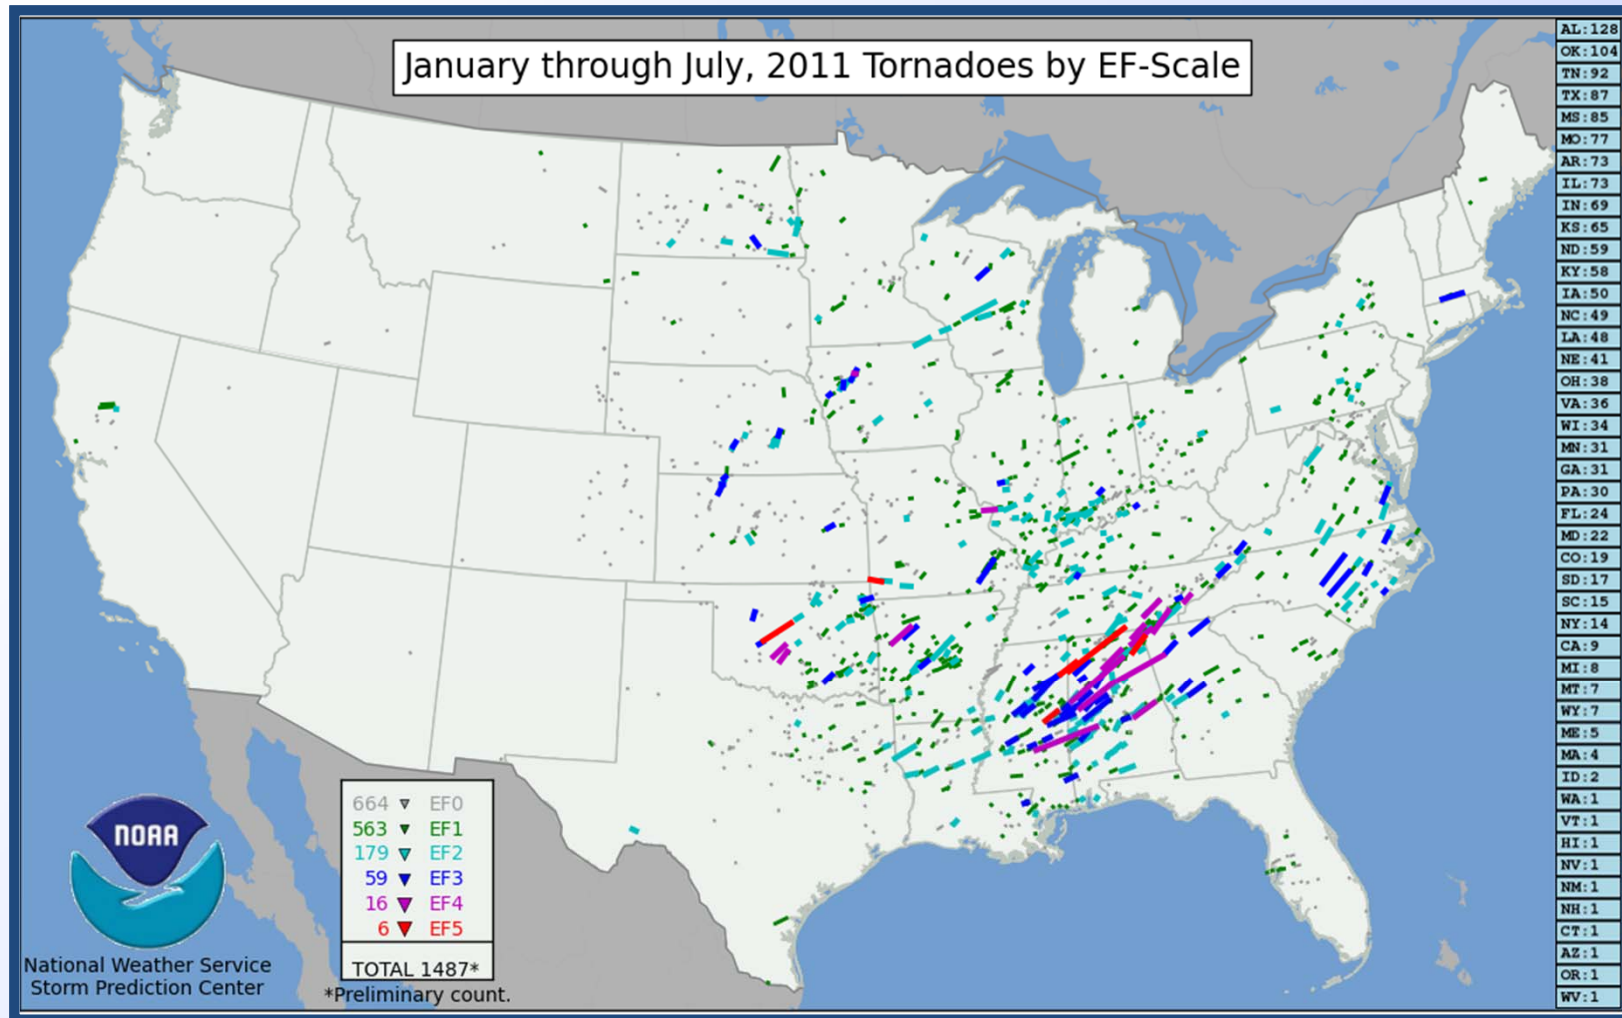 January through July, 2011 Tornadoes by EF-Scale
AL:128
OK:104
TN:92
TX:87
MS:85
MO:77
AR:73
IL:73
IN:69
KS:65
ND:59
KY:58
IA:50
NC:49
LA:48
NE:41
OH:38
VA:36
WI:34
MN:31
GA:31
PA:30
FL:24
MD:22
CO:19
SD:17
SC:15
NY:14
CA:9
MI:8
MT:7
WY:7
ME:5
MA:4
ID:2
WA:1
VT:1
HI:1
NV:1
NM:1
NH:1
CT:1
AZ:1
OR:1
WV:1
664 EF0
563 EF1
179 EF2
59 EF3
16 EF4
6 EF5
TOTAL 1487*
*Preliminary count.
NOAA
National Weather Service
Storm Prediction Center